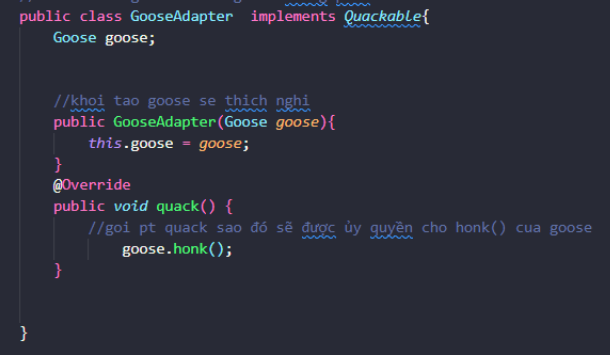 public class GooseAdapter  implements Quackable{
Goose goose;
//khoi tao goose se thich nghi
public GooseAdapter(Goose goose){
this.goose = goose;
}
@Override
public void quack() {
//goi pt quack sao đó sẽ được ủy quyền cho honk() cua goose
goose.honk();
}
}